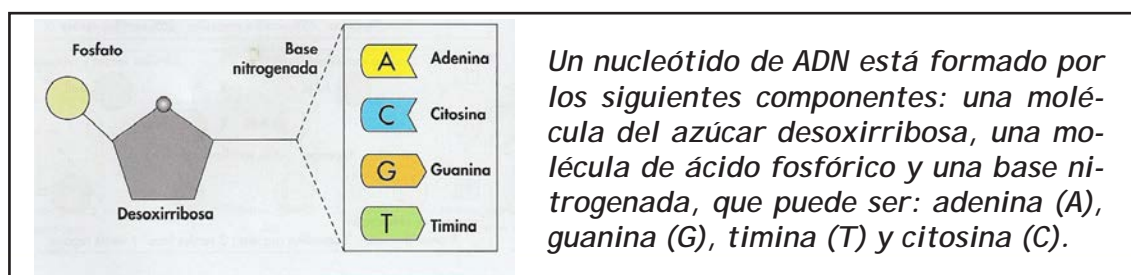 Fosfato
Base
nitrogenada
Desoxirribosa
A Adenina
C Citosina
G Guanina
T Timina
Un nucleótido de ADN está formado por
los siguientes componentes: una molé-
cula del azúcar desoxirribosa, una mo-
lécula de ácido fosfórico y una base ni-
trogenada, que puede ser: adenina (A),
guanina (G), timina (T) y citosina (C).